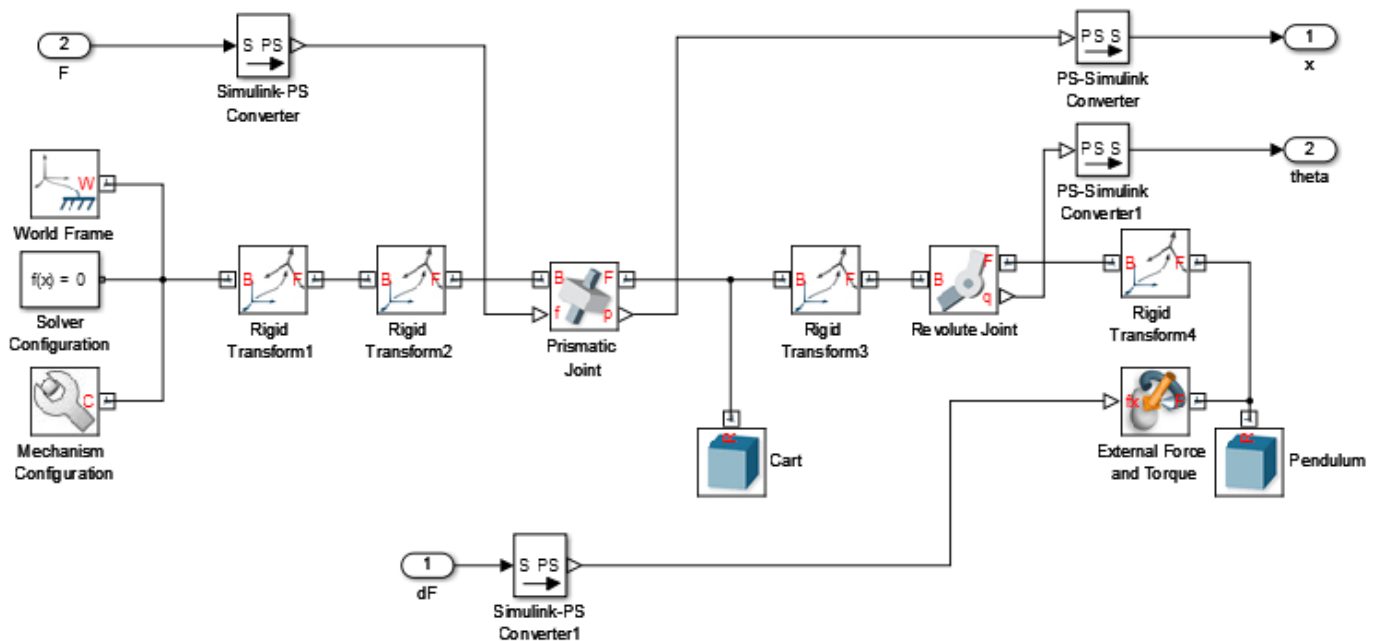 2
F
S PS
Simulink-PS
Converter
PS S
PS-Simulink
Converter
1
x
PS S
PS-Simulink
Converter1
2
theta
W
World Frame
f(x) = 0
Solver
Configuration
C
Mechanism
Configuration
B F
Rigid
Transform1
B F
Rigid
Transform2
B F
f p
Prismatic
Joint
B F
Rigid
Transform3
B F
q
Revolute Joint
B F
Rigid
Transform4
R
Cart
fx F
External Force
and Torque
R
Pendulum
1
dF
S PS
Simulink-PS
Converter1